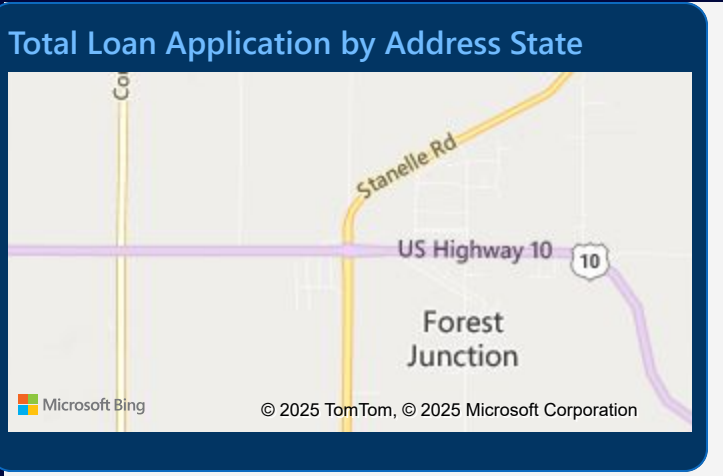 Total Loan Application by Address State
Co
Stanelle Rd
US Highway 10
10
Forest
Junction
Microsoft Bing
© 2025 TomTom, © 2025 Microsoft Corporation